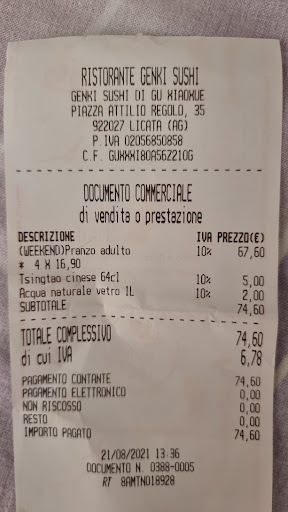 RISTORANTE GENKI SUSHI
GENKI SUSHI DI GU XIAOXUE
PIAZZA ATTILIO REGOLO, 35
922027 LICATA (AG)
P.IVA 02056850858
C.F. GUXXXI80A56Z210G
DOCUMENTO COMMERCIALE
di vendita o prestazione
DESCRIZIONE IVA PREZZO(€)
(WEEKEND)Pranzo adulto 10% 67,60
* 4 X 16,90
Tsingtao cinese 64cl 10% 5,00
Acqua naturale vetro 1L 10% 2,00
SUBTOTALE 74,60
TOTALE COMPLESSIVO 74,60
di cui IVA 6,78
PAGAMENTO CONTANTE 74,60
PAGAMENTO ELETTRONICO 0,00
NON RISCOSSO 0,00
RESTO 0,00
IMPORTO PAGATO 74,60
21/08/2021 13:36
DOCUMENTO N. 0388-0005
RT 8AMTN018928